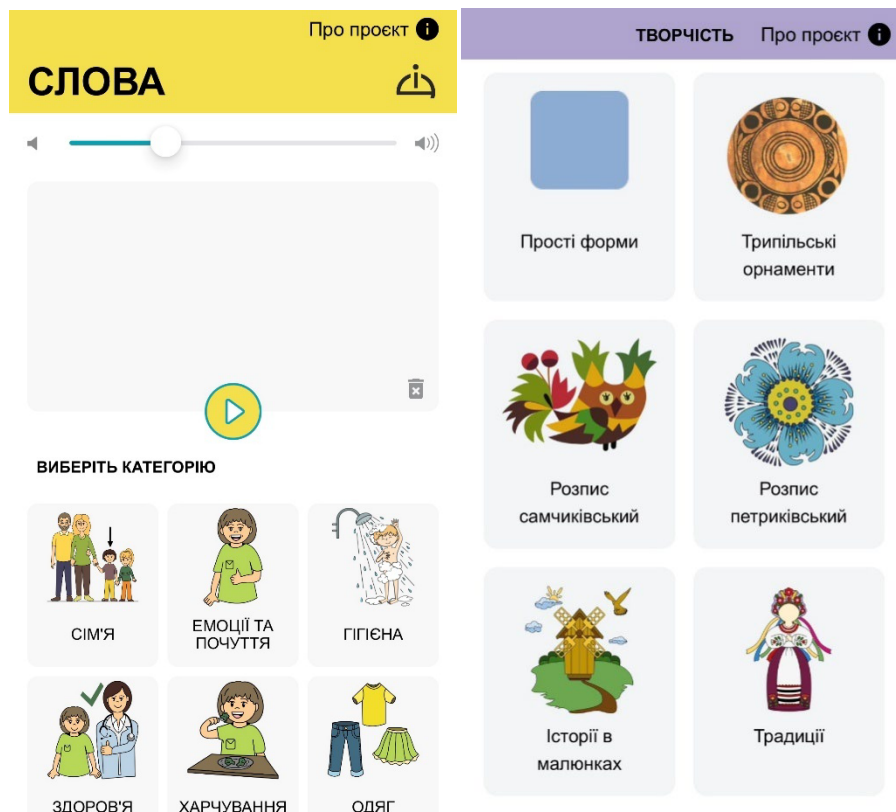 Про проєкт
СЛОВА
ВИБЕРІТЬ КАТЕГОРІЮ
СІМ'Я
ЕМОЦІЇ ТА
ПОЧУТТЯ
ГІГІЄНА
ЗДОРОВ'Я
ХАРЧУВАННЯ
ОДЯГ
ТВОРЧІСТЬ Про проєкт
Прості форми
Трипільські
орнаменти
Розпис
самчиківський
Розпис
петриківський
Історії в
малюнках
Традиції